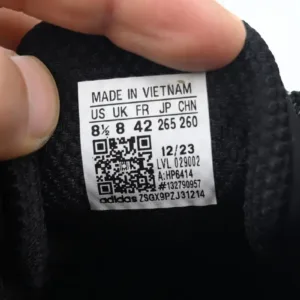 MADE IN VIETNAM
US UK FR JP CHN
8½ 8 42 265 260
12/23
LVL 029002
A:HP6414
#132790957
adidas ZSGX9PZJ31214